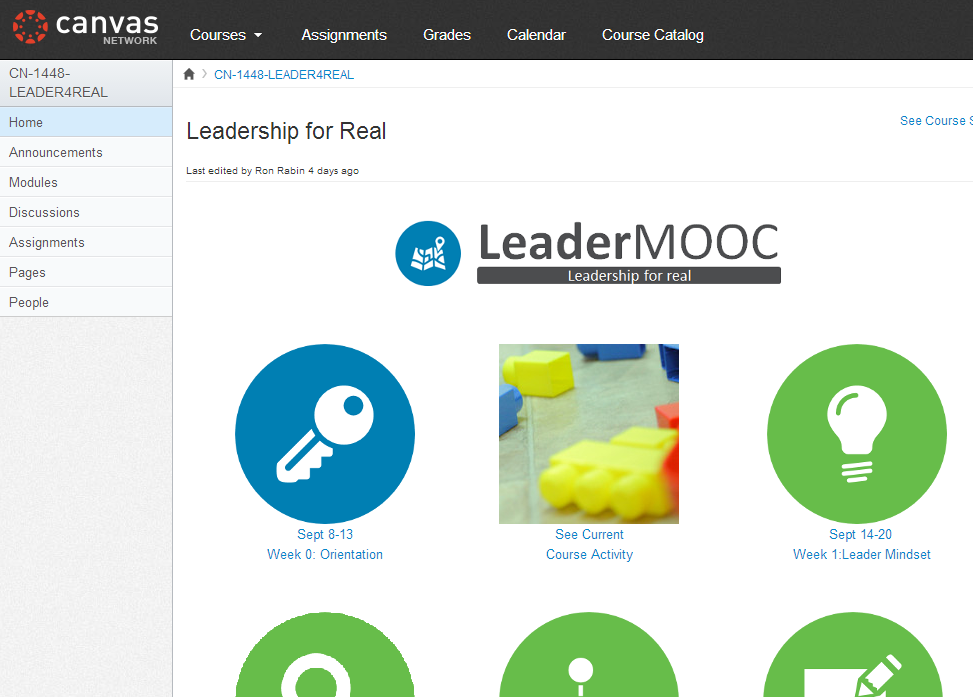 canvas
NETWORK
Courses
Assignments
Grades
Calendar
Course Catalog
CN-1448-
LEADER4REAL
Home
Announcements
Modules
Discussions
Assignments
Pages
People
CN-1448-LEADER4REAL
Leadership for Real
See Course S
Last edited by Ron Rabin 4 days ago
LeaderMOOC
Leadership for real
Sept 8-13
Week 0: Orientation
See Current
Course Activity
Sept 14-20
Week 1:Leader Mindset